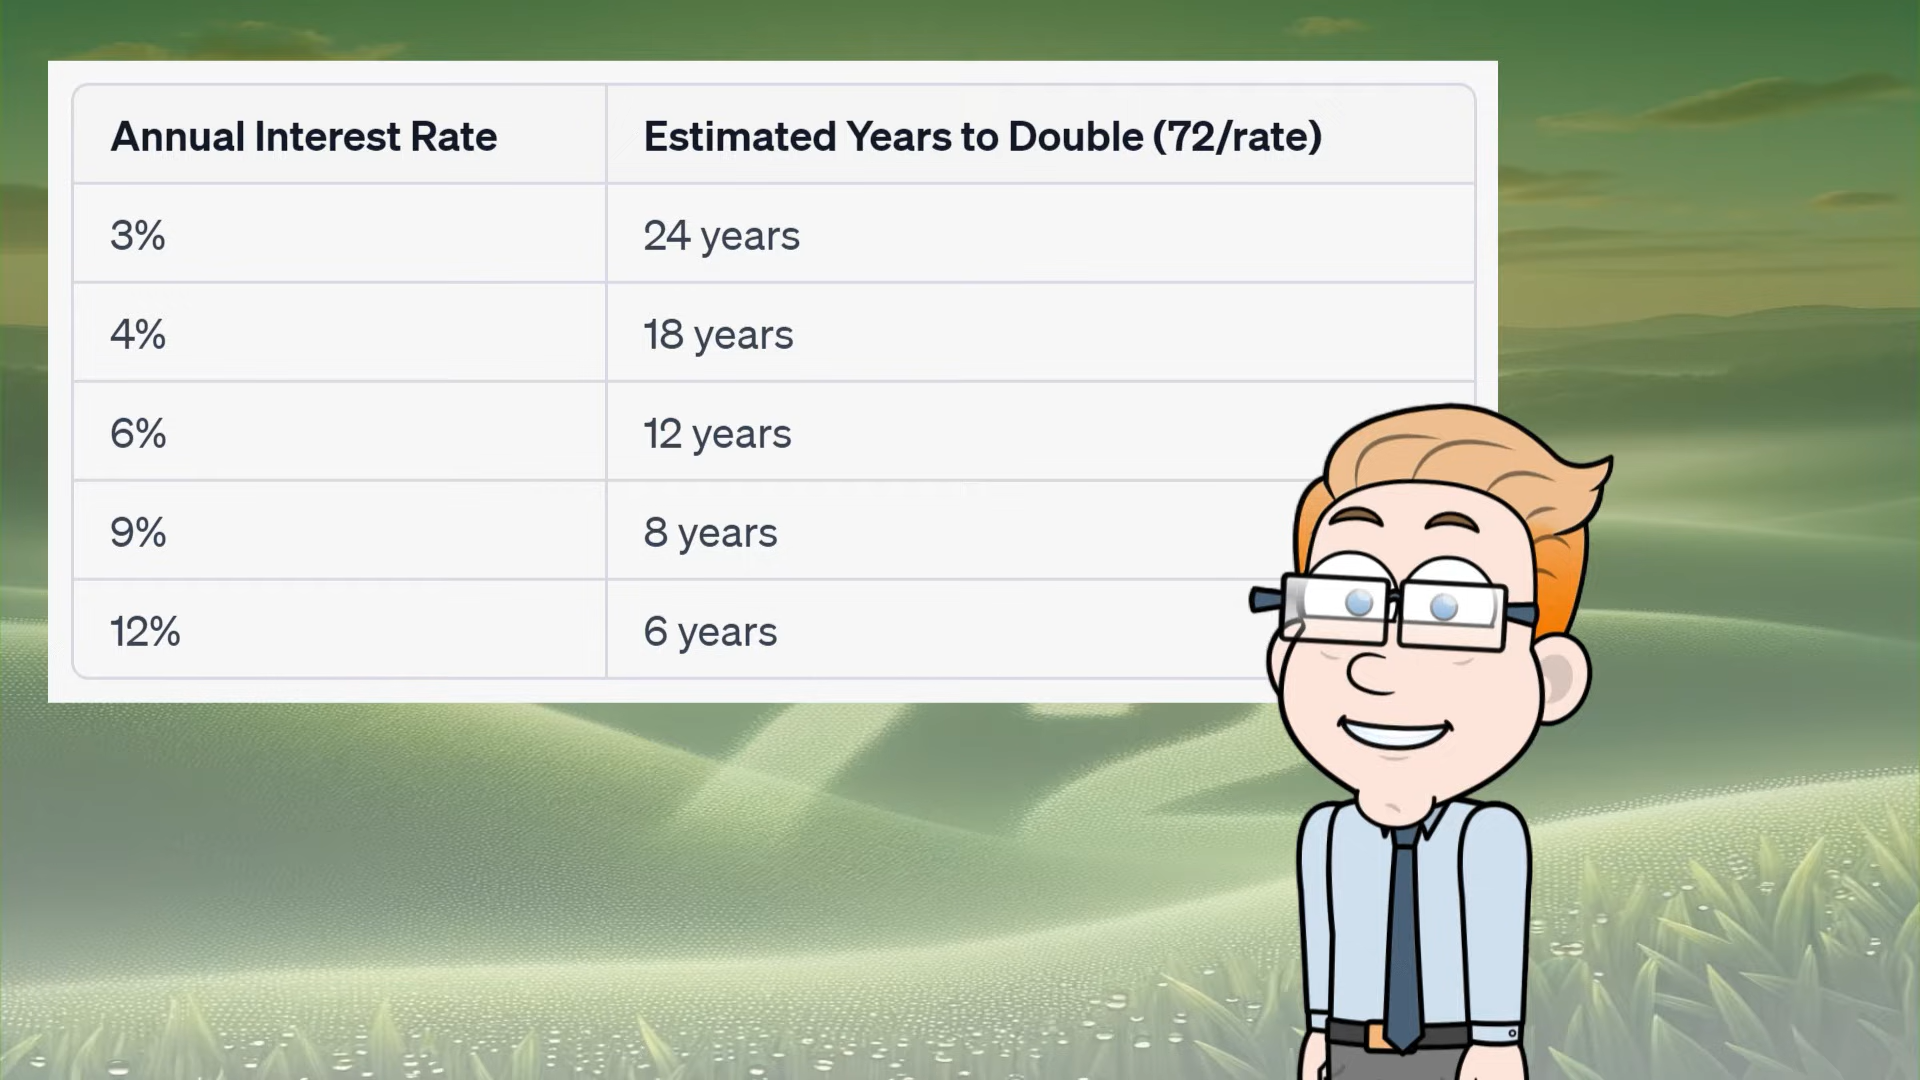 Annual Interest Rate Estimated Years to Double (72/rate)
3% 24 years
4% 18 years
6% 12 years
9% 8 years
12% 6 years